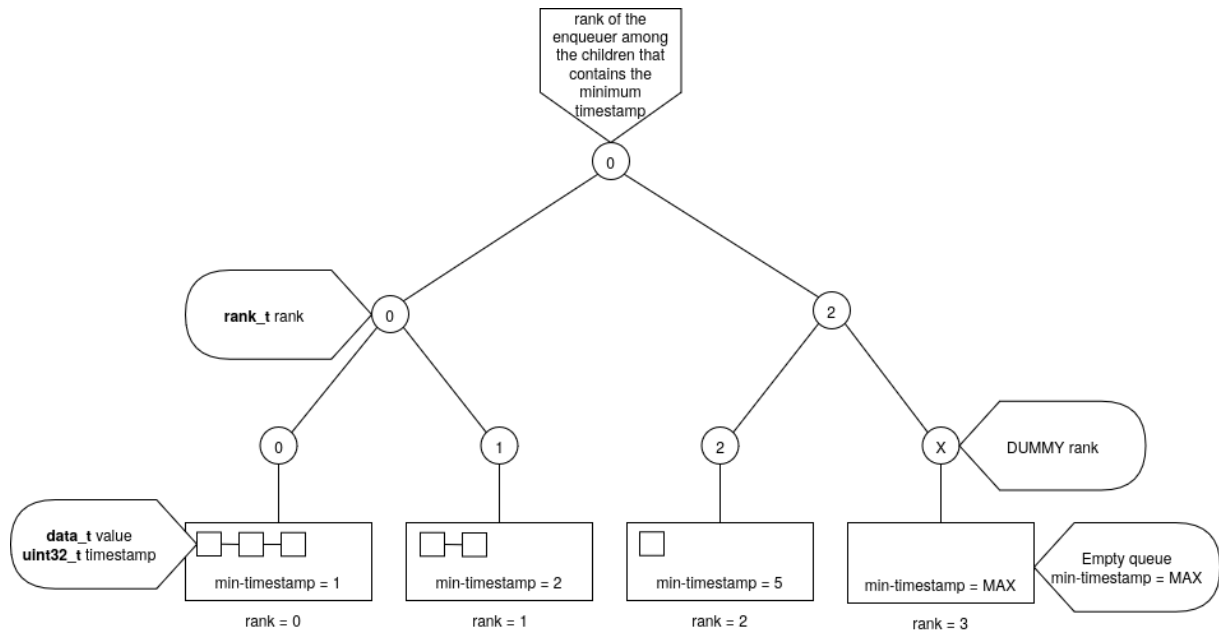 rank of the
enqueuer among
the children that
contains the
minimum
timestamp
0
rank_t rank
0
2
0
1
2
X
DUMMY rank
data_t value
uint32_t timestamp
min-timestamp = 1
min-timestamp = 2
min-timestamp = 5
min-timestamp = MAX
Empty queue
min-timestamp = MAX
rank = 0
rank = 1
rank = 2
rank = 3